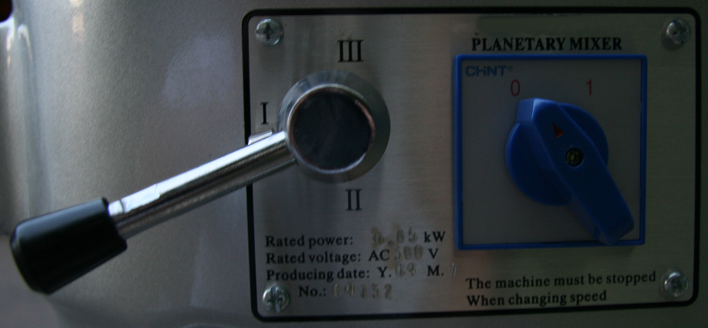 III
PLANETARY MIXER
CHNT
0 1
I
II
Rated power: kW
Rated voltage: AC V
Producing date: Y. M.
No.:
The machine must be stopped
When changing speed